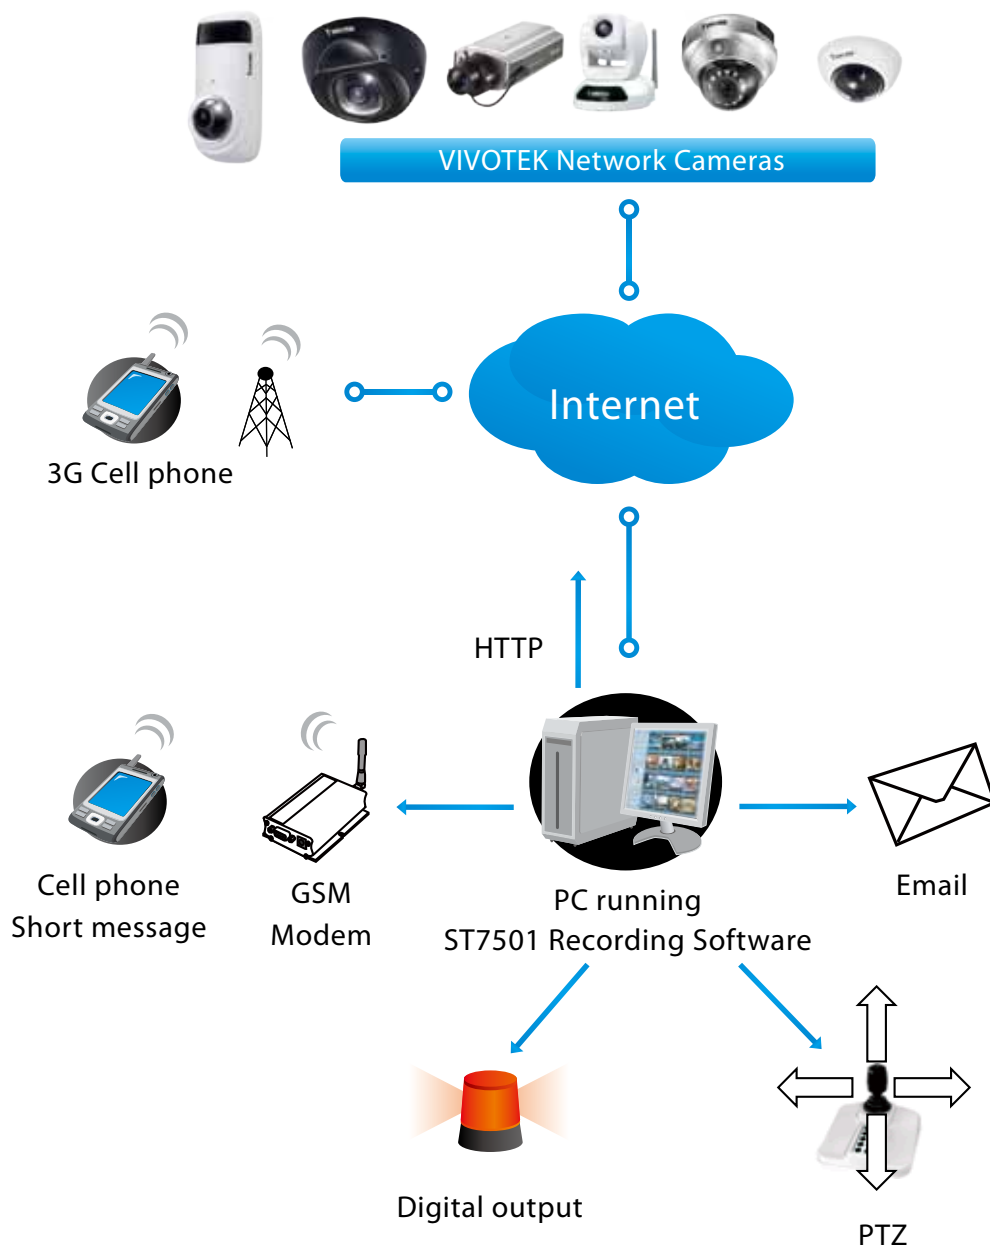 VIVOTEK Network Cameras
Internet
3G Cell phone
HTTP
Cell phone
Short message
GSM
Modem
PC running
ST7501 Recording Software
Email
Digital output
PTZ